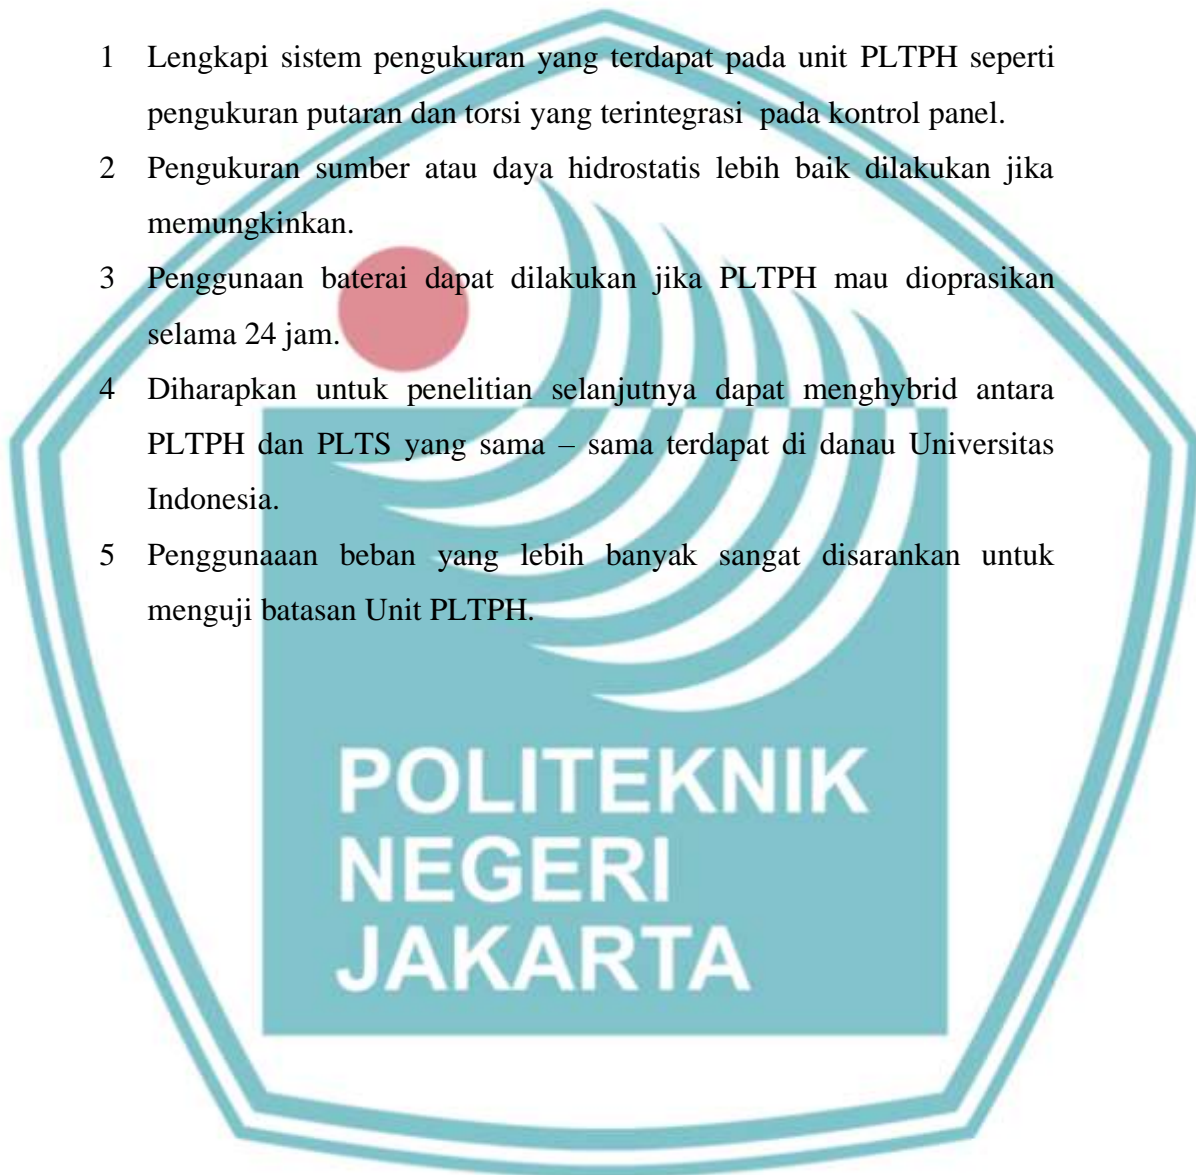 1 Lengkapi sistem pengukuran yang terdapat pada unit PLTPH seperti
pengukuran putaran dan torsi yang terintegrasi pada kontrol panel.
2 Pengukuran sumber atau daya hidrostatis lebih baik dilakukan jika
memungkinkan.
3 Penggunaan baterai dapat dilakukan jika PLTPH mau dioprasikan
selama 24 jam.
4 Diharapkan untuk penelitian selanjutnya dapat menghybrid antara
PLTPH dan PLTS yang sama – sama terdapat di danau Universitas
Indonesia.
5 Penggunaaan beban yang lebih banyak sangat disarankan untuk
menguji batasan Unit PLTPH.
POLITEKNIK
NEGERI
JAKARTA